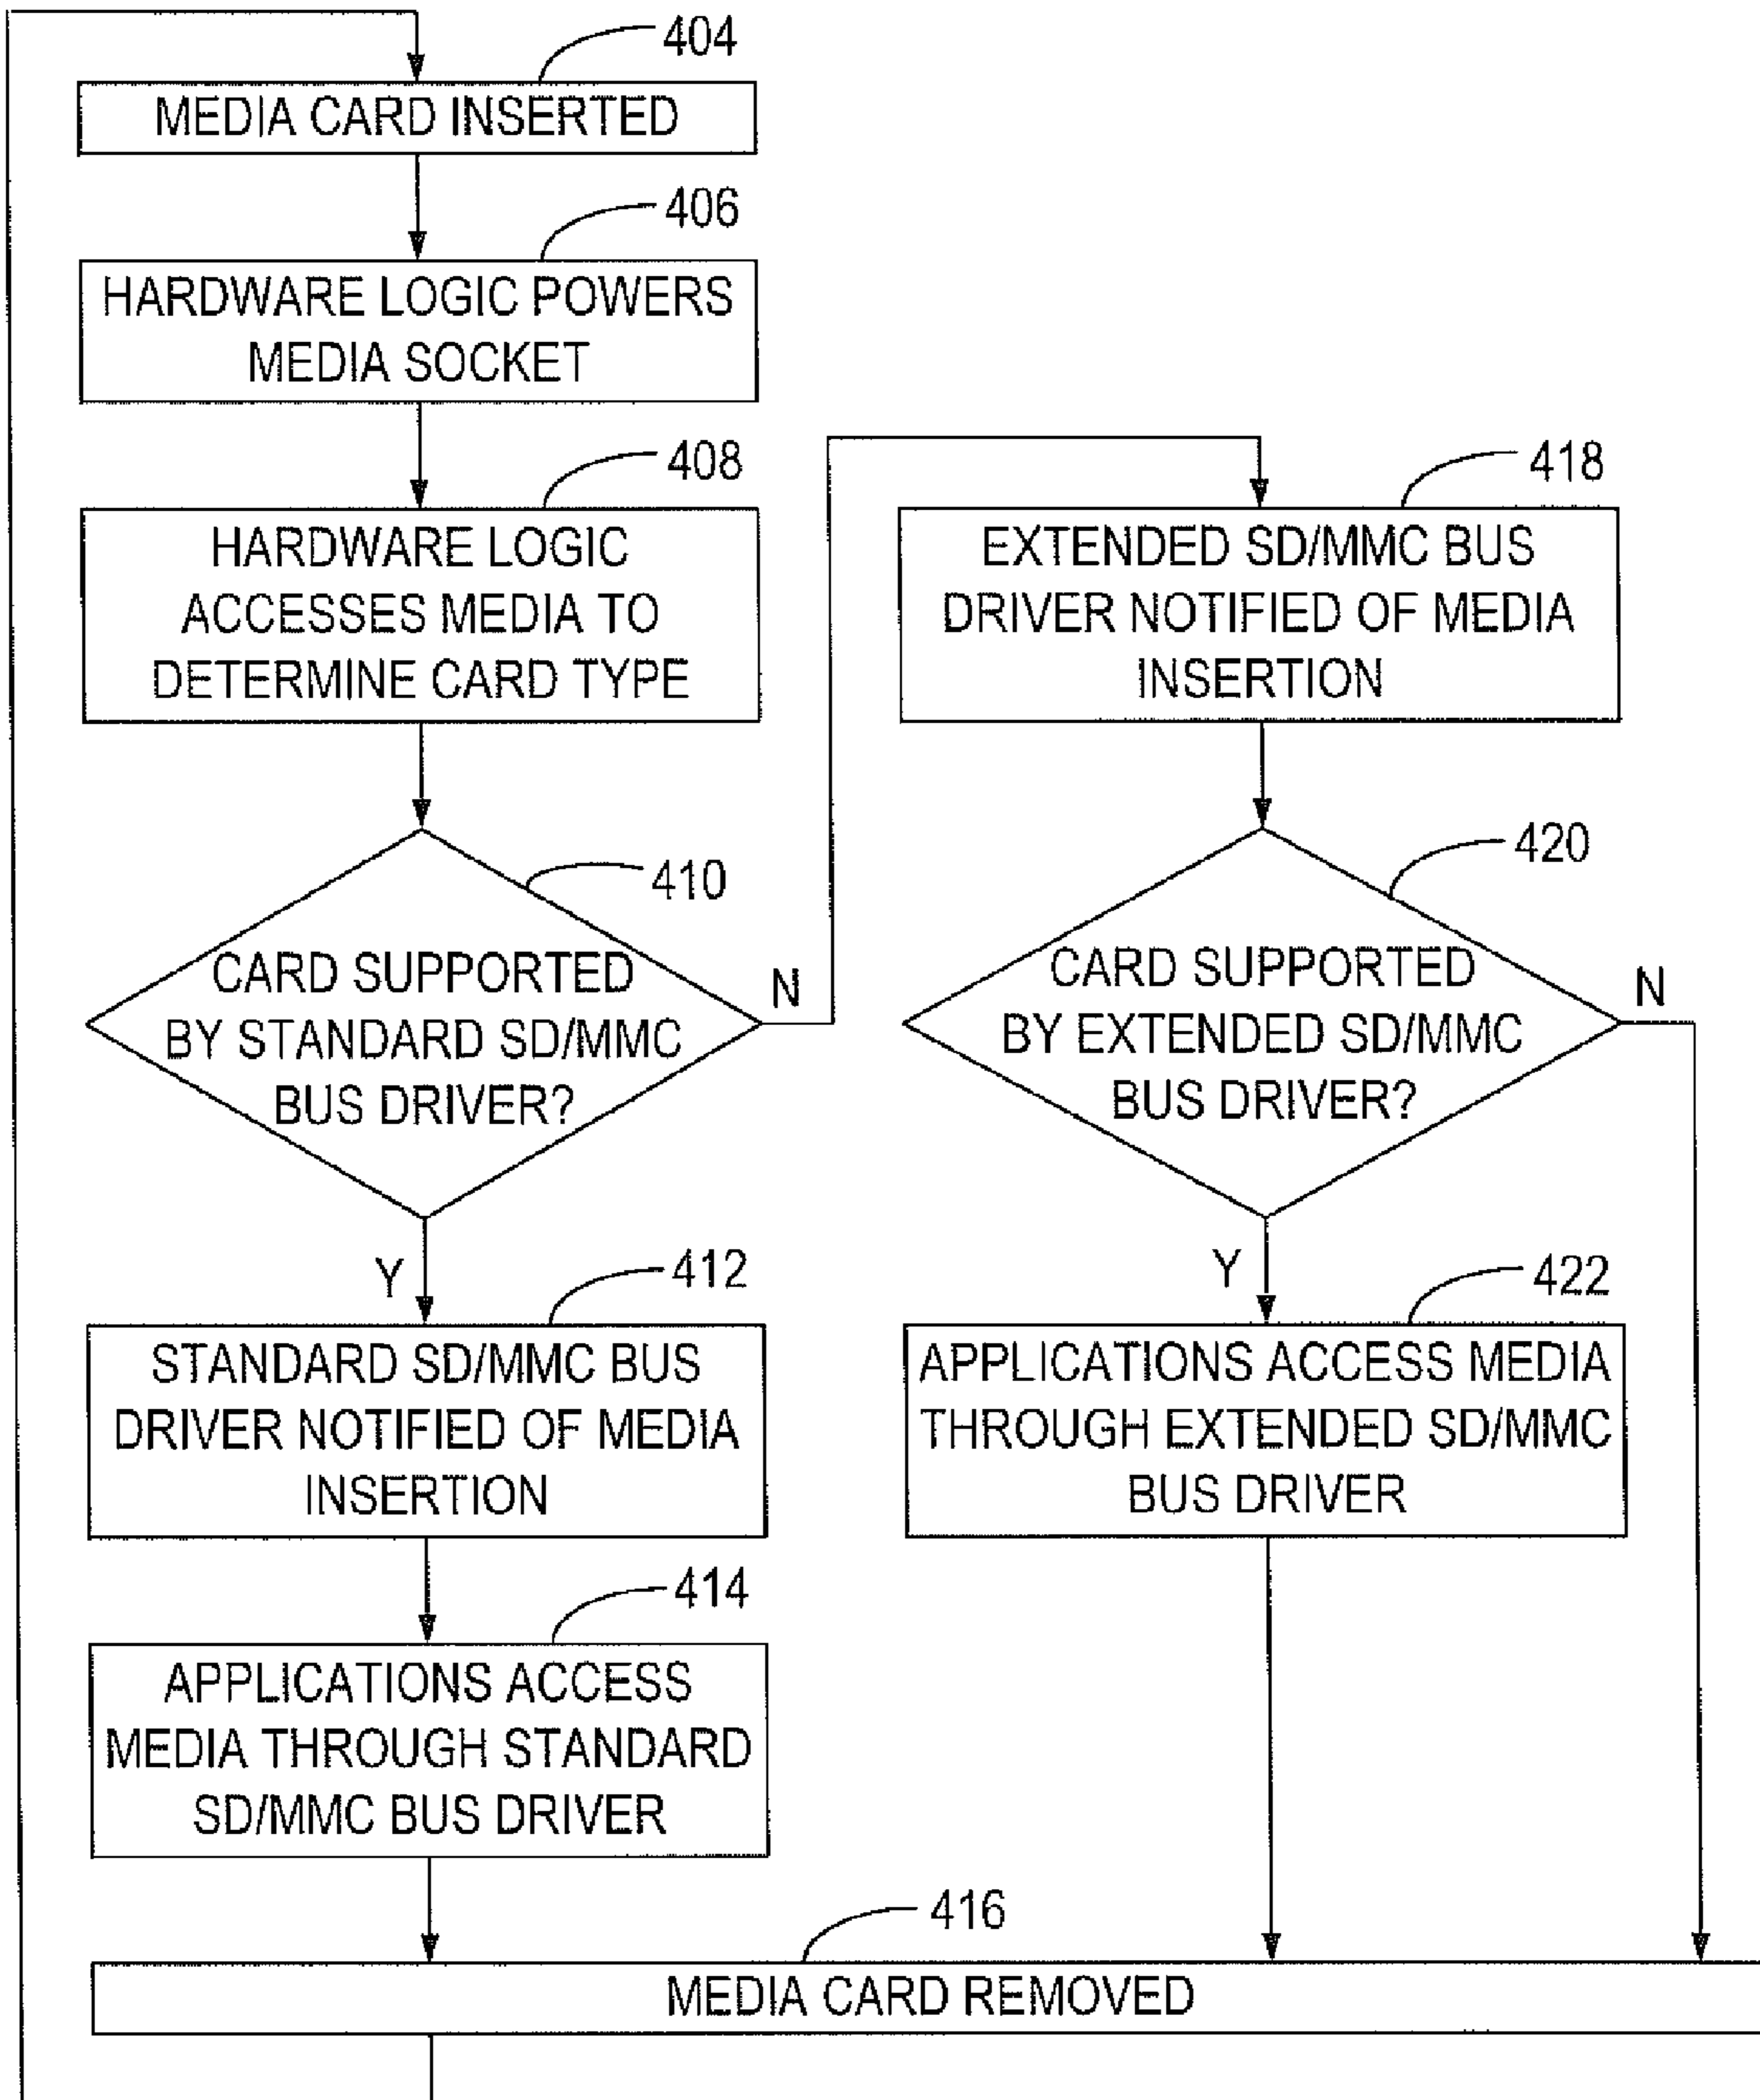 404
MEDIA CARD INSERTED
406
HARDWARE LOGIC POWERS
MEDIA SOCKET
408
HARDWARE LOGIC
ACCESSES MEDIA TO
DETERMINE CARD TYPE
410
CARD SUPPORTED
BY STANDARD SD/MMC
BUS DRIVER?
N
Y
412
STANDARD SD/MMC BUS
DRIVER NOTIFIED OF MEDIA
INSERTION
414
APPLICATIONS ACCESS
MEDIA THROUGH STANDARD
SD/MMC BUS DRIVER
418
EXTENDED SD/MMC BUS
DRIVER NOTIFIED OF MEDIA
INSERTION
420
CARD SUPPORTED
BY EXTENDED SD/MMC
BUS DRIVER?
N
Y
422
APPLICATIONS ACCESS MEDIA
THROUGH EXTENDED SD/MMC
BUS DRIVER
416
MEDIA CARD REMOVED